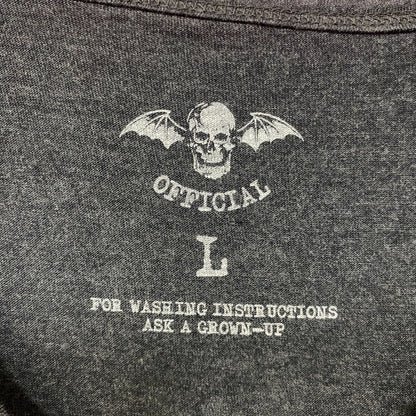 OFFICIAL
L
FOR WASHING INSTRUCTIONS
ASK A GROWN-UP